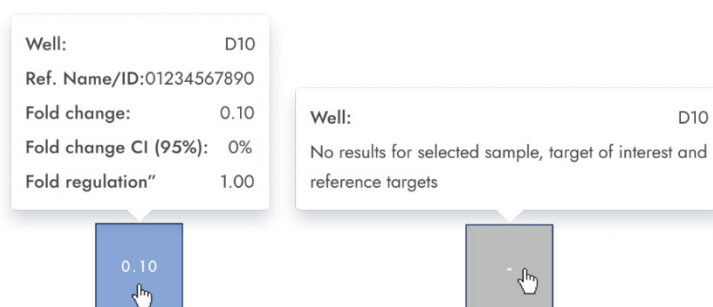 Well: D10
Ref. Name/ID:01234567890
Fold change: 0.10
Fold change CI (95%): 0%
Fold regulation” 1.00
0.10
Well: D10
No results for selected sample, target of interest and
reference targets
-